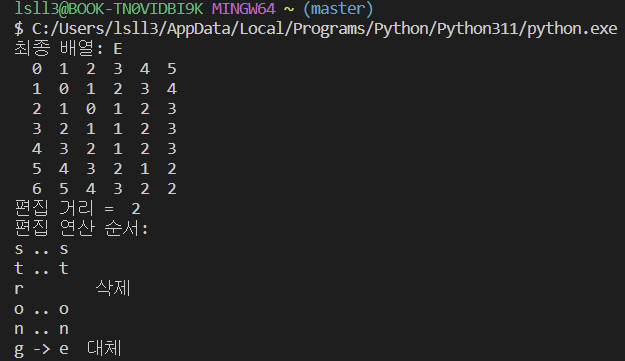 lsll3@BOOK-TN0VIDBI9K MINGW64 ~ (master)
$ C:/Users/lsll3/AppData/Local/Programs/Python/Python311/python.exe
최종 배열: E
0 1 2 3 4 5
1 0 1 2 3 4
2 1 0 1 2 3
3 2 1 1 2 3
4 3 2 1 2 3
5 4 3 2 1 2
6 5 4 3 2 2
편집 거리 = 2
편집 연산 순서:
s .. s
t .. t
r 삭제
o .. o
n .. n
g -> e 대체